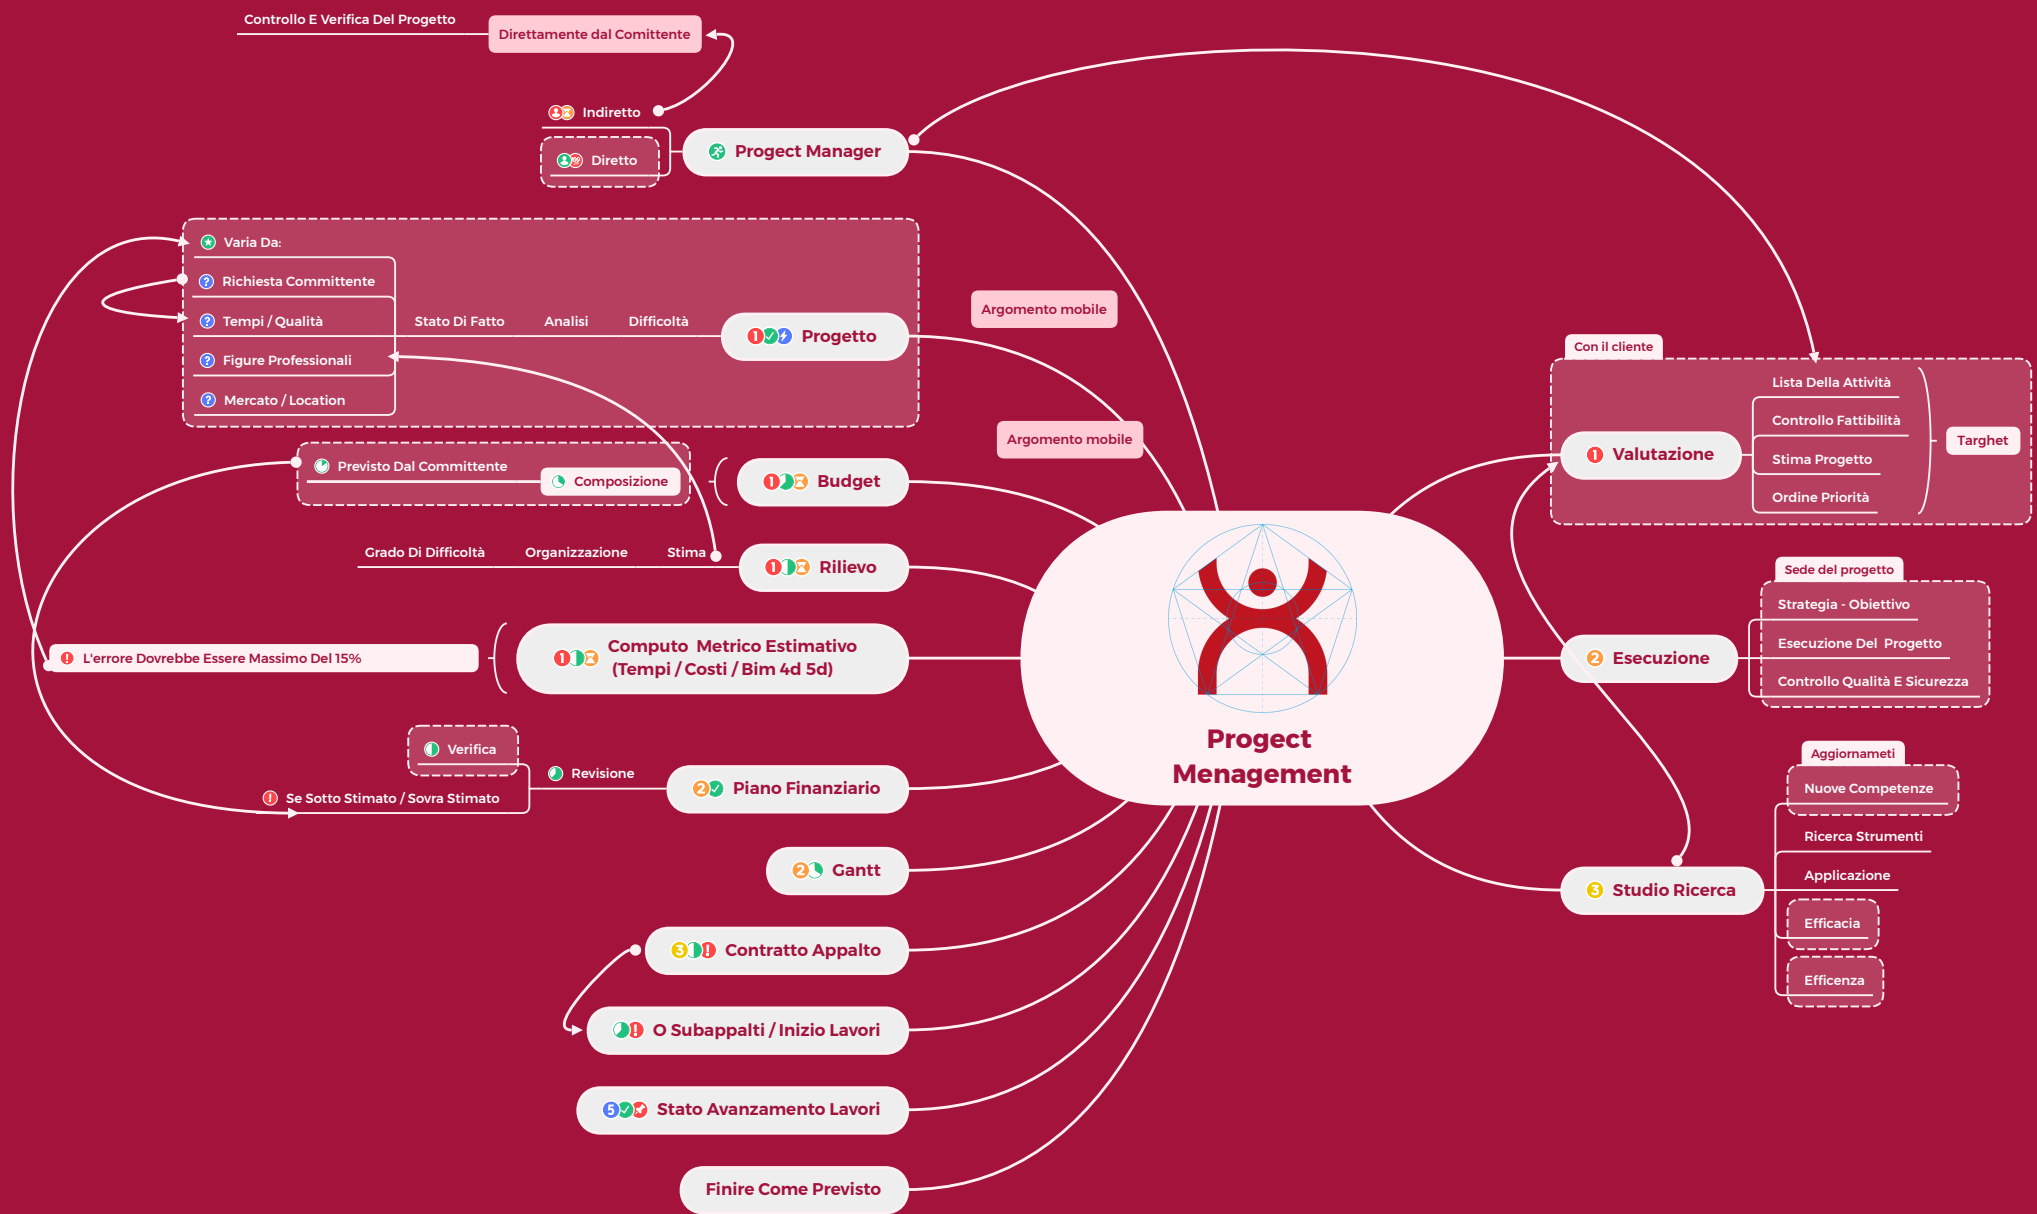 Controllo E Verifica Del Progetto
Direttamente dal Comittente
Indiretto
Diretto
Progect Manager
Varia Da:
Richiesta Committente
Tempi / Qualità
Figure Professionali
Mercato / Location
Stato Di Fatto
Analisi
Difficoltà
Progetto
Argomento mobile
Argomento mobile
Previsto Dal Committente
Composizione
Budget
Grado Di Difficoltà
Organizzazione
Stima
Rilievo
L'errore Dovrebbe Essere Massimo Del 15%
Computo Metrico Estimativo
(Tempi / Costi / Bim 4d 5d)
Verifica
Se Sotto Stimato / Sovra Stimato
Revisione
Piano Finanziario
Gantt
Contratto Appalto
O Subappalti / Inizio Lavori
Stato Avanzamento Lavori
Finire Come Previsto
Progect
Menagement
Con il cliente
Valutazione
Lista Della Attività
Controllo Fattibilità
Stima Progetto
Ordine Priorità
Targhet
Sede del progetto
Esecuzione
Strategia - Obiettivo
Esecuzione Del Progetto
Controllo Qualità E Sicurezza
Aggiornameti
Studio Ricerca
Nuove Competenze
Ricerca Strumenti
Applicazione
Efficacia
Efficenza